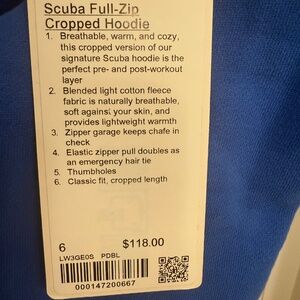 Scuba Full-Zip
Cropped Hoodie
1. Breathable, warm, and cozy,
this cropped version of our
signature Scuba hoodie is the
perfect pre- and post-workout
layer
2. Blended light cotton fleece
fabric is naturally breathable,
soft against your skin, and
provides lightweight warmth
3. Zipper garage keeps chafe in
check
4. Elastic zipper pull doubles as
an emergency hair tie
5. Thumbholes
6. Classic fit, cropped length
6 $118.00
LW3GE0S PDBL
000147200667